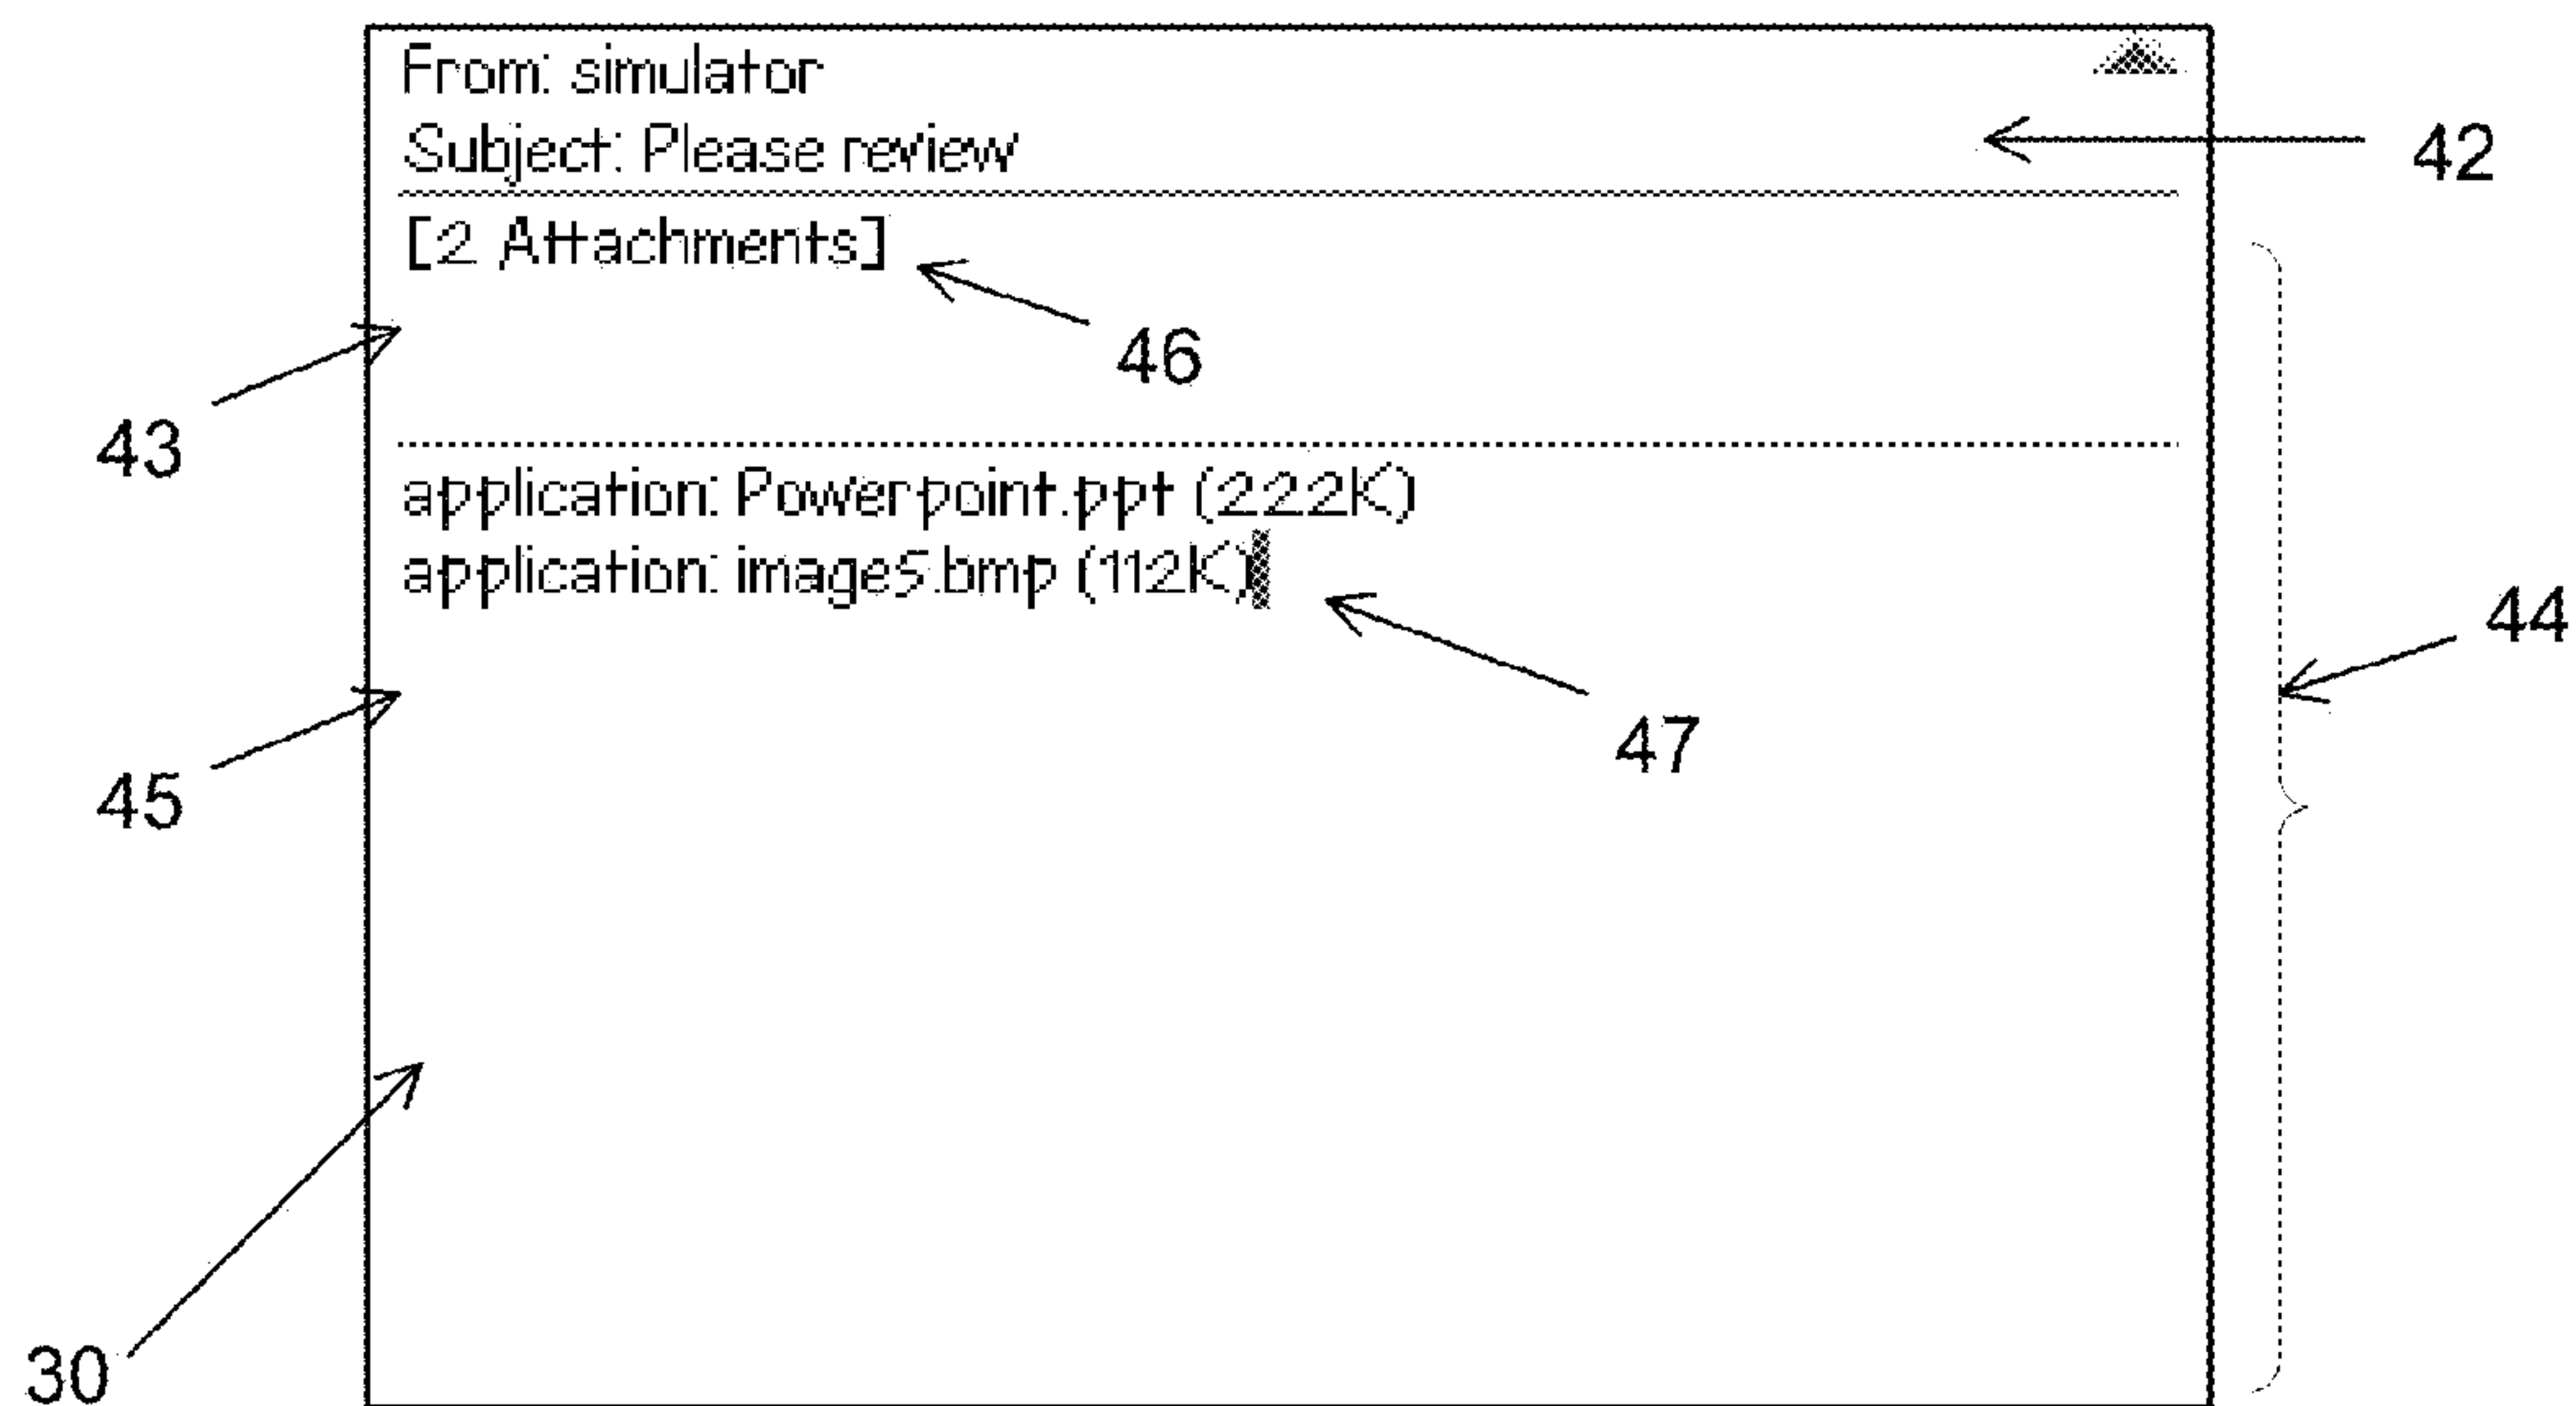 From: simulator
Subject: Please review
42
[2 Attachments]
46
43
application: Powerpoint.ppt (222K)
application: image5.bmp (112K)
44
47
45
30